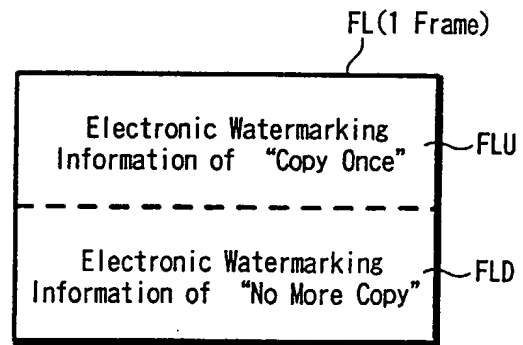 FL(1 Frame)
Electronic Watermarking
Information of “Copy Once”
FLU
Electronic Watermarking
Information of “No More Copy”
FLD